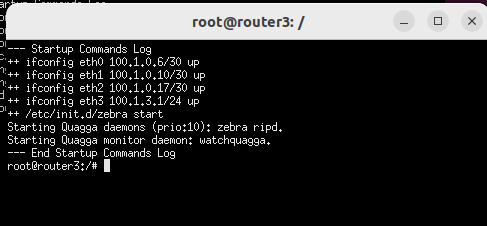 root@router3: /
--- Startup Commands Log
++ ifconfig eth0 100.1.0.6/30 up
++ ifconfig eth1 100.1.0.10/30 up
++ ifconfig eth2 100.1.0.17/30 up
++ ifconfig eth3 100.1.3.1/24 up
++ /etc/init.d/zebra start
Starting Quagga daemons (prio:10): zebra ripd.
Starting Quagga monitor daemon: watchquagga.
--- End Startup Commands Log
root@router3:/#